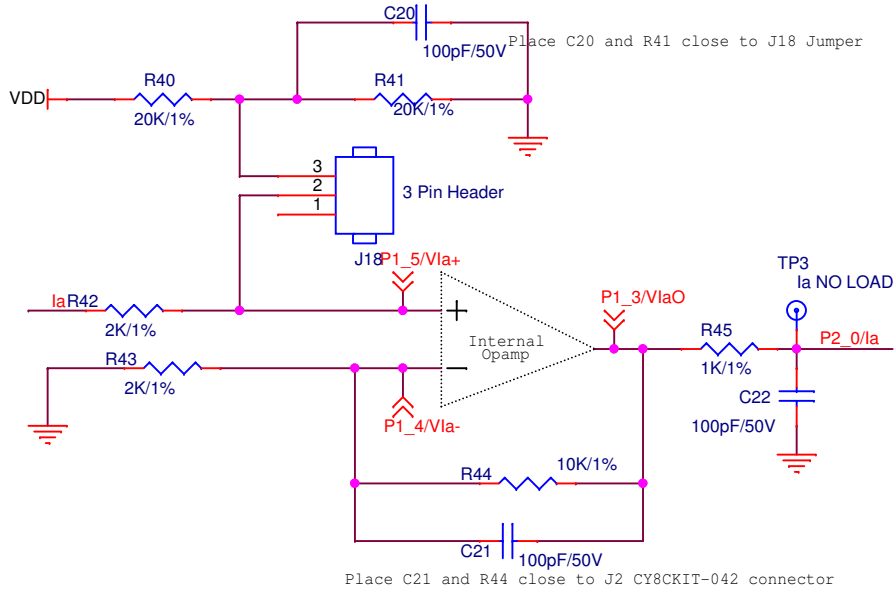 C20
100pF/50V
Place C20 and R41 close to J18 Jumper
VDD
R40
20K/1%
R41
20K/1%
3
2
1
3 Pin Header
J18
P1_5/VIa+
Ia
R42
2K/1%
R43
2K/1%
P1_4/VIa-
+
Internal
Opamp
−
P1_3/VIaO
TP3
Ia NO LOAD
R45
1K/1%
P2_0/Ia
C22
100pF/50V
R44
10K/1%
C21
100pF/50V
Place C21 and R44 close to J2 CY8CKIT-042 connector